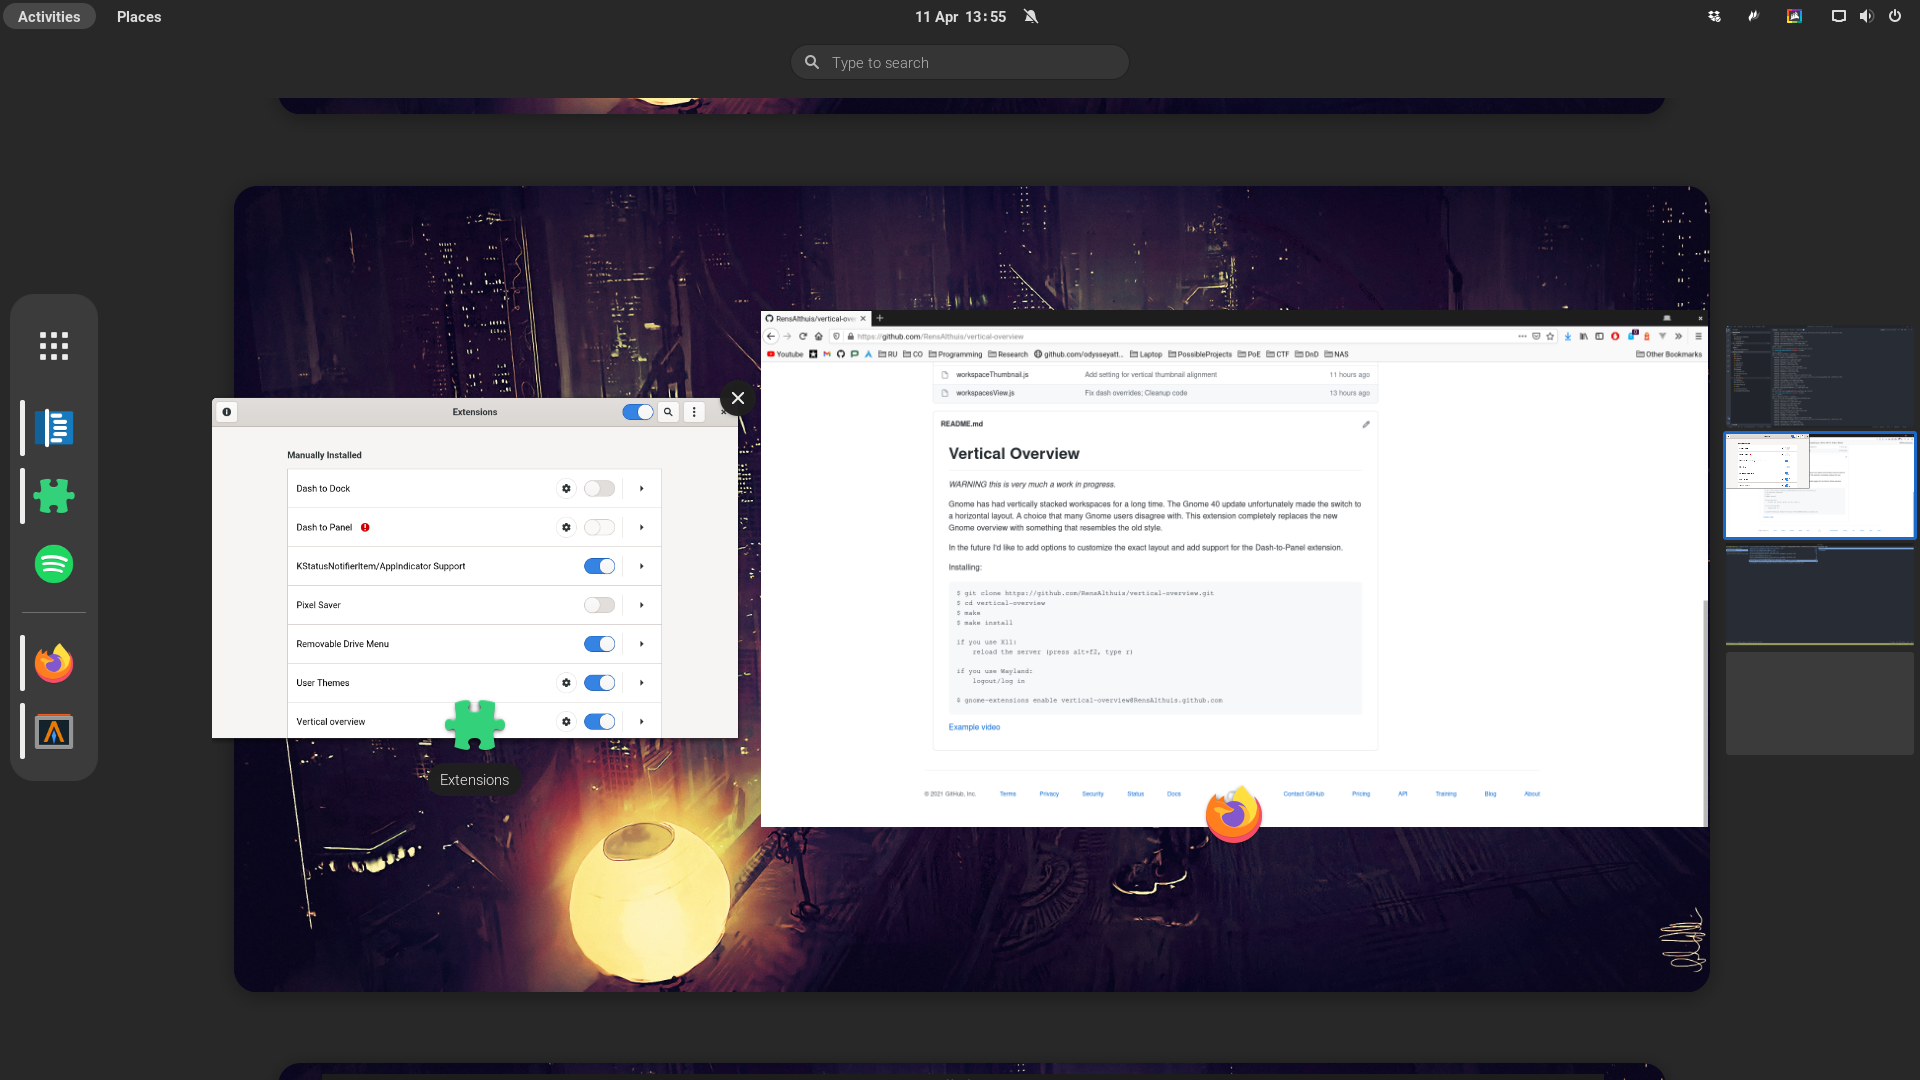 Activities
Places
11 Apr 13:55
Type to search
Extensions
Manually Installed
Dash to Dock
Dash to Panel
KStatusNotifierItem/AppIndicator Support
Pixel Saver
Removable Drive Menu
User Themes
Vertical overview
Extensions
RensAlthuis/vertical-ove
https://github.com/RensAlthuis/vertical-overview
Youtube
RU
CO
Programming
Research
github.com/odysseyatt...
Laptop
PossibleProjects
PoE
CTF
DnD
NAS
Other Bookmarks
workspaceThumbnail.js
Add setting for vertical thumbnail alignment
11 hours ago
workspacesView.js
Fix dash overrides; Cleanup code
13 hours ago
README.md
Vertical Overview
WARNING this is very much a work in progress.
Gnome has had vertically stacked workspaces for a long time. The Gnome 40 update unfortunately made the switch to
a horizontal layout. A choice that many Gnome users disagree with. This extension completely replaces the new
Gnome overview with something that resembles the old style.
In the future I'd like to add options to customize the exact layout and add support for the Dash-to-Panel extension.
Installing:
$ git clone https://github.com/RensAlthuis/vertical-overview.git
$ cd vertical-overview
$ make
$ make install
if you use X11:
reload the server (press alt+f2, type r)
if you use Wayland:
logout/log in
$ gnome-extensions enable vertical-overview@RensAlthuis.github.com
Example video
© 2021 GitHub, Inc.
Terms
Privacy
Security
Status
Docs
Contact GitHub
Pricing
API
Training
Blog
About